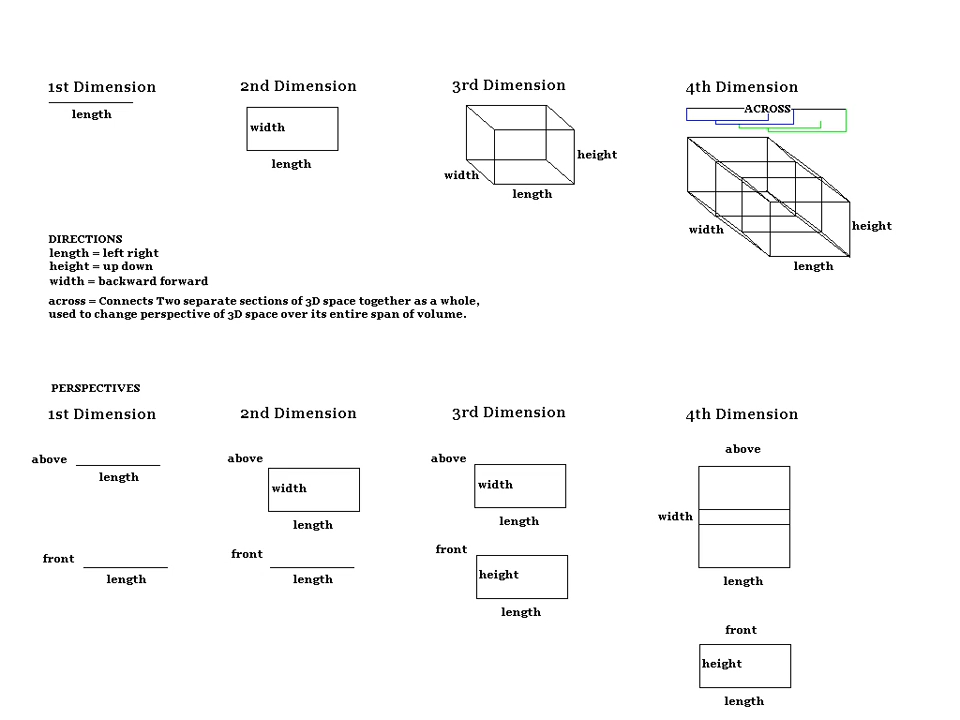 1st Dimension
2nd Dimension
3rd Dimension
4th Dimension
length
width
length
height
width
length
ACROSS
height
width
length
DIRECTIONS
length = left right
height = up down
width = backward forward
across = Connects Two separate sections of 3D space together as a whole,
used to change perspective of 3D space over its entire span of volume.
PERSPECTIVES
1st Dimension
2nd Dimension
3rd Dimension
4th Dimension
above
length
front
length
above
width
length
front
length
above
width
length
front
height
length
above
width
length
front
height
length